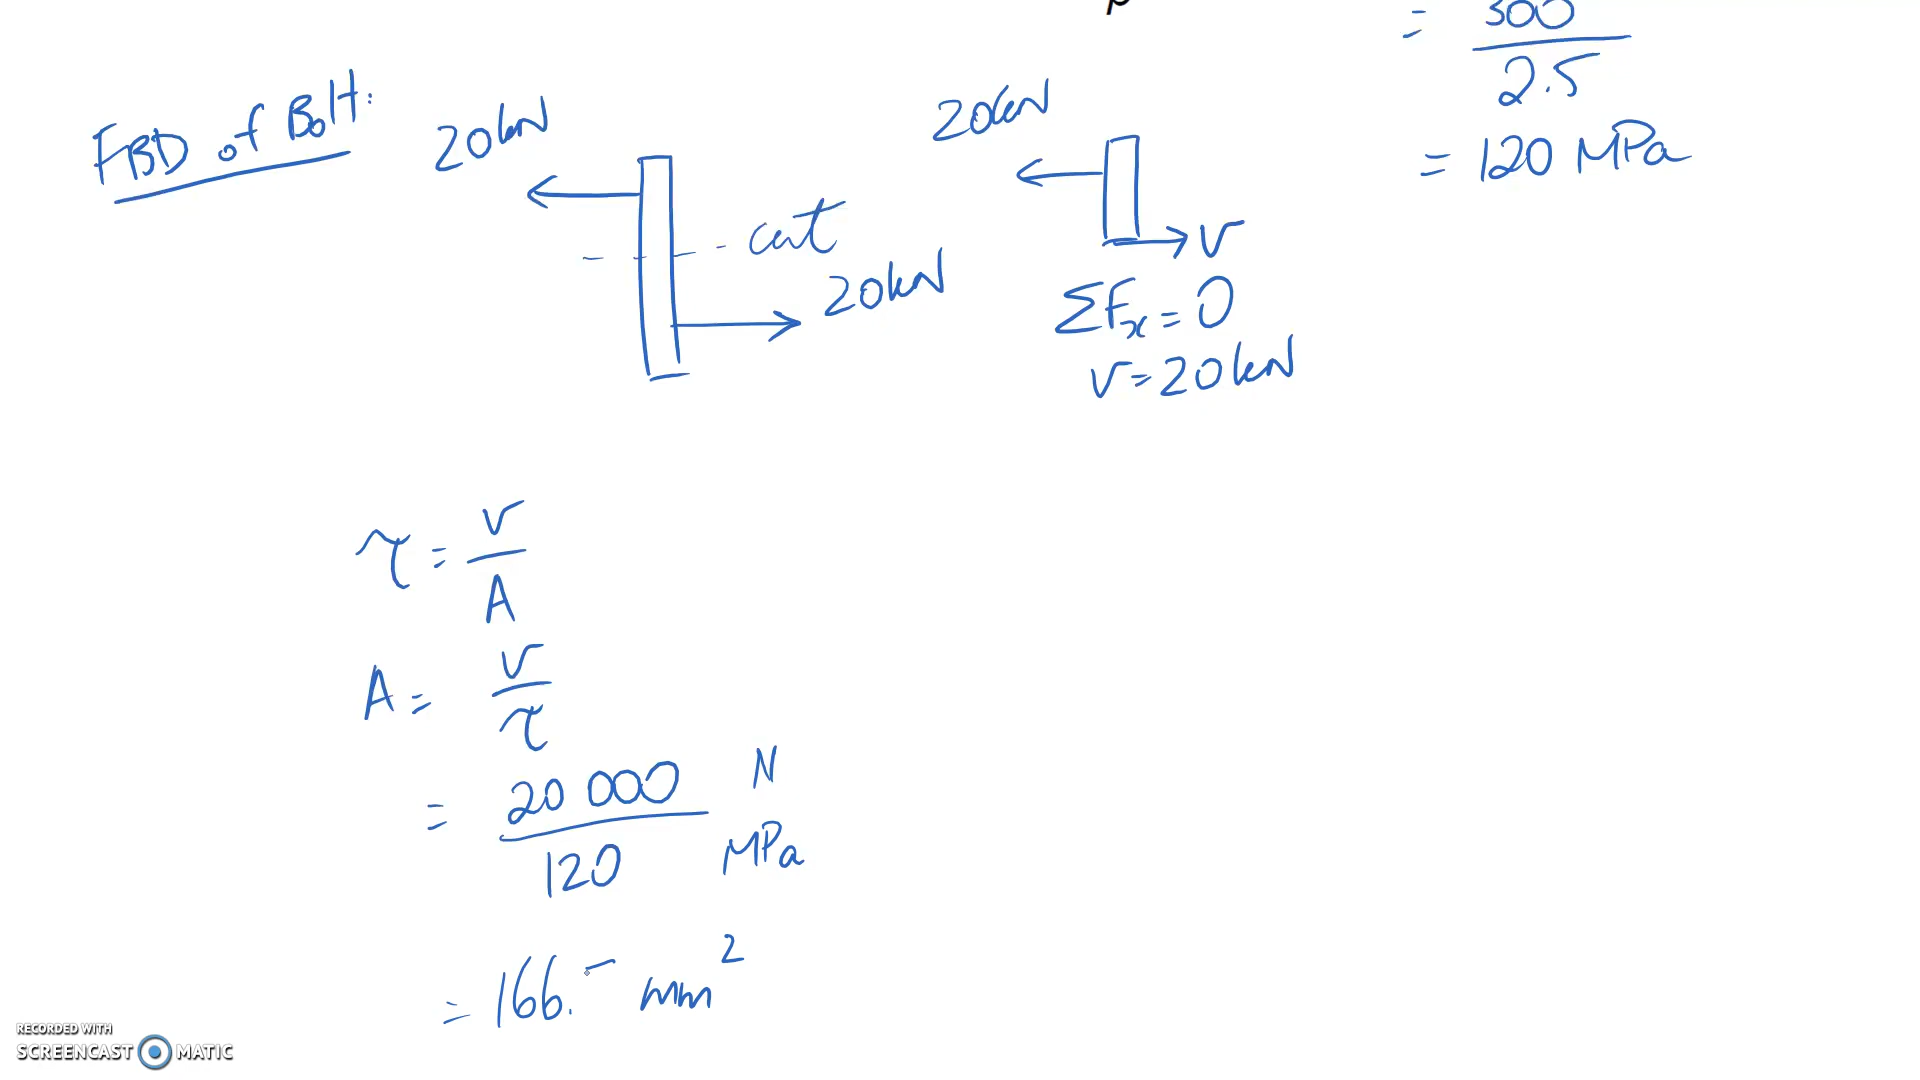 = 300
2.5
= 120 MPa
FBD of Bolt:
20kN
cut
20kN
20kN
V
ΣFx = 0
V = 20kN
τ = V
A
A = V
τ
= 20 000 N
120 MPa
= 166. mm²
RECORDED WITH
SCREENCAST MATIC